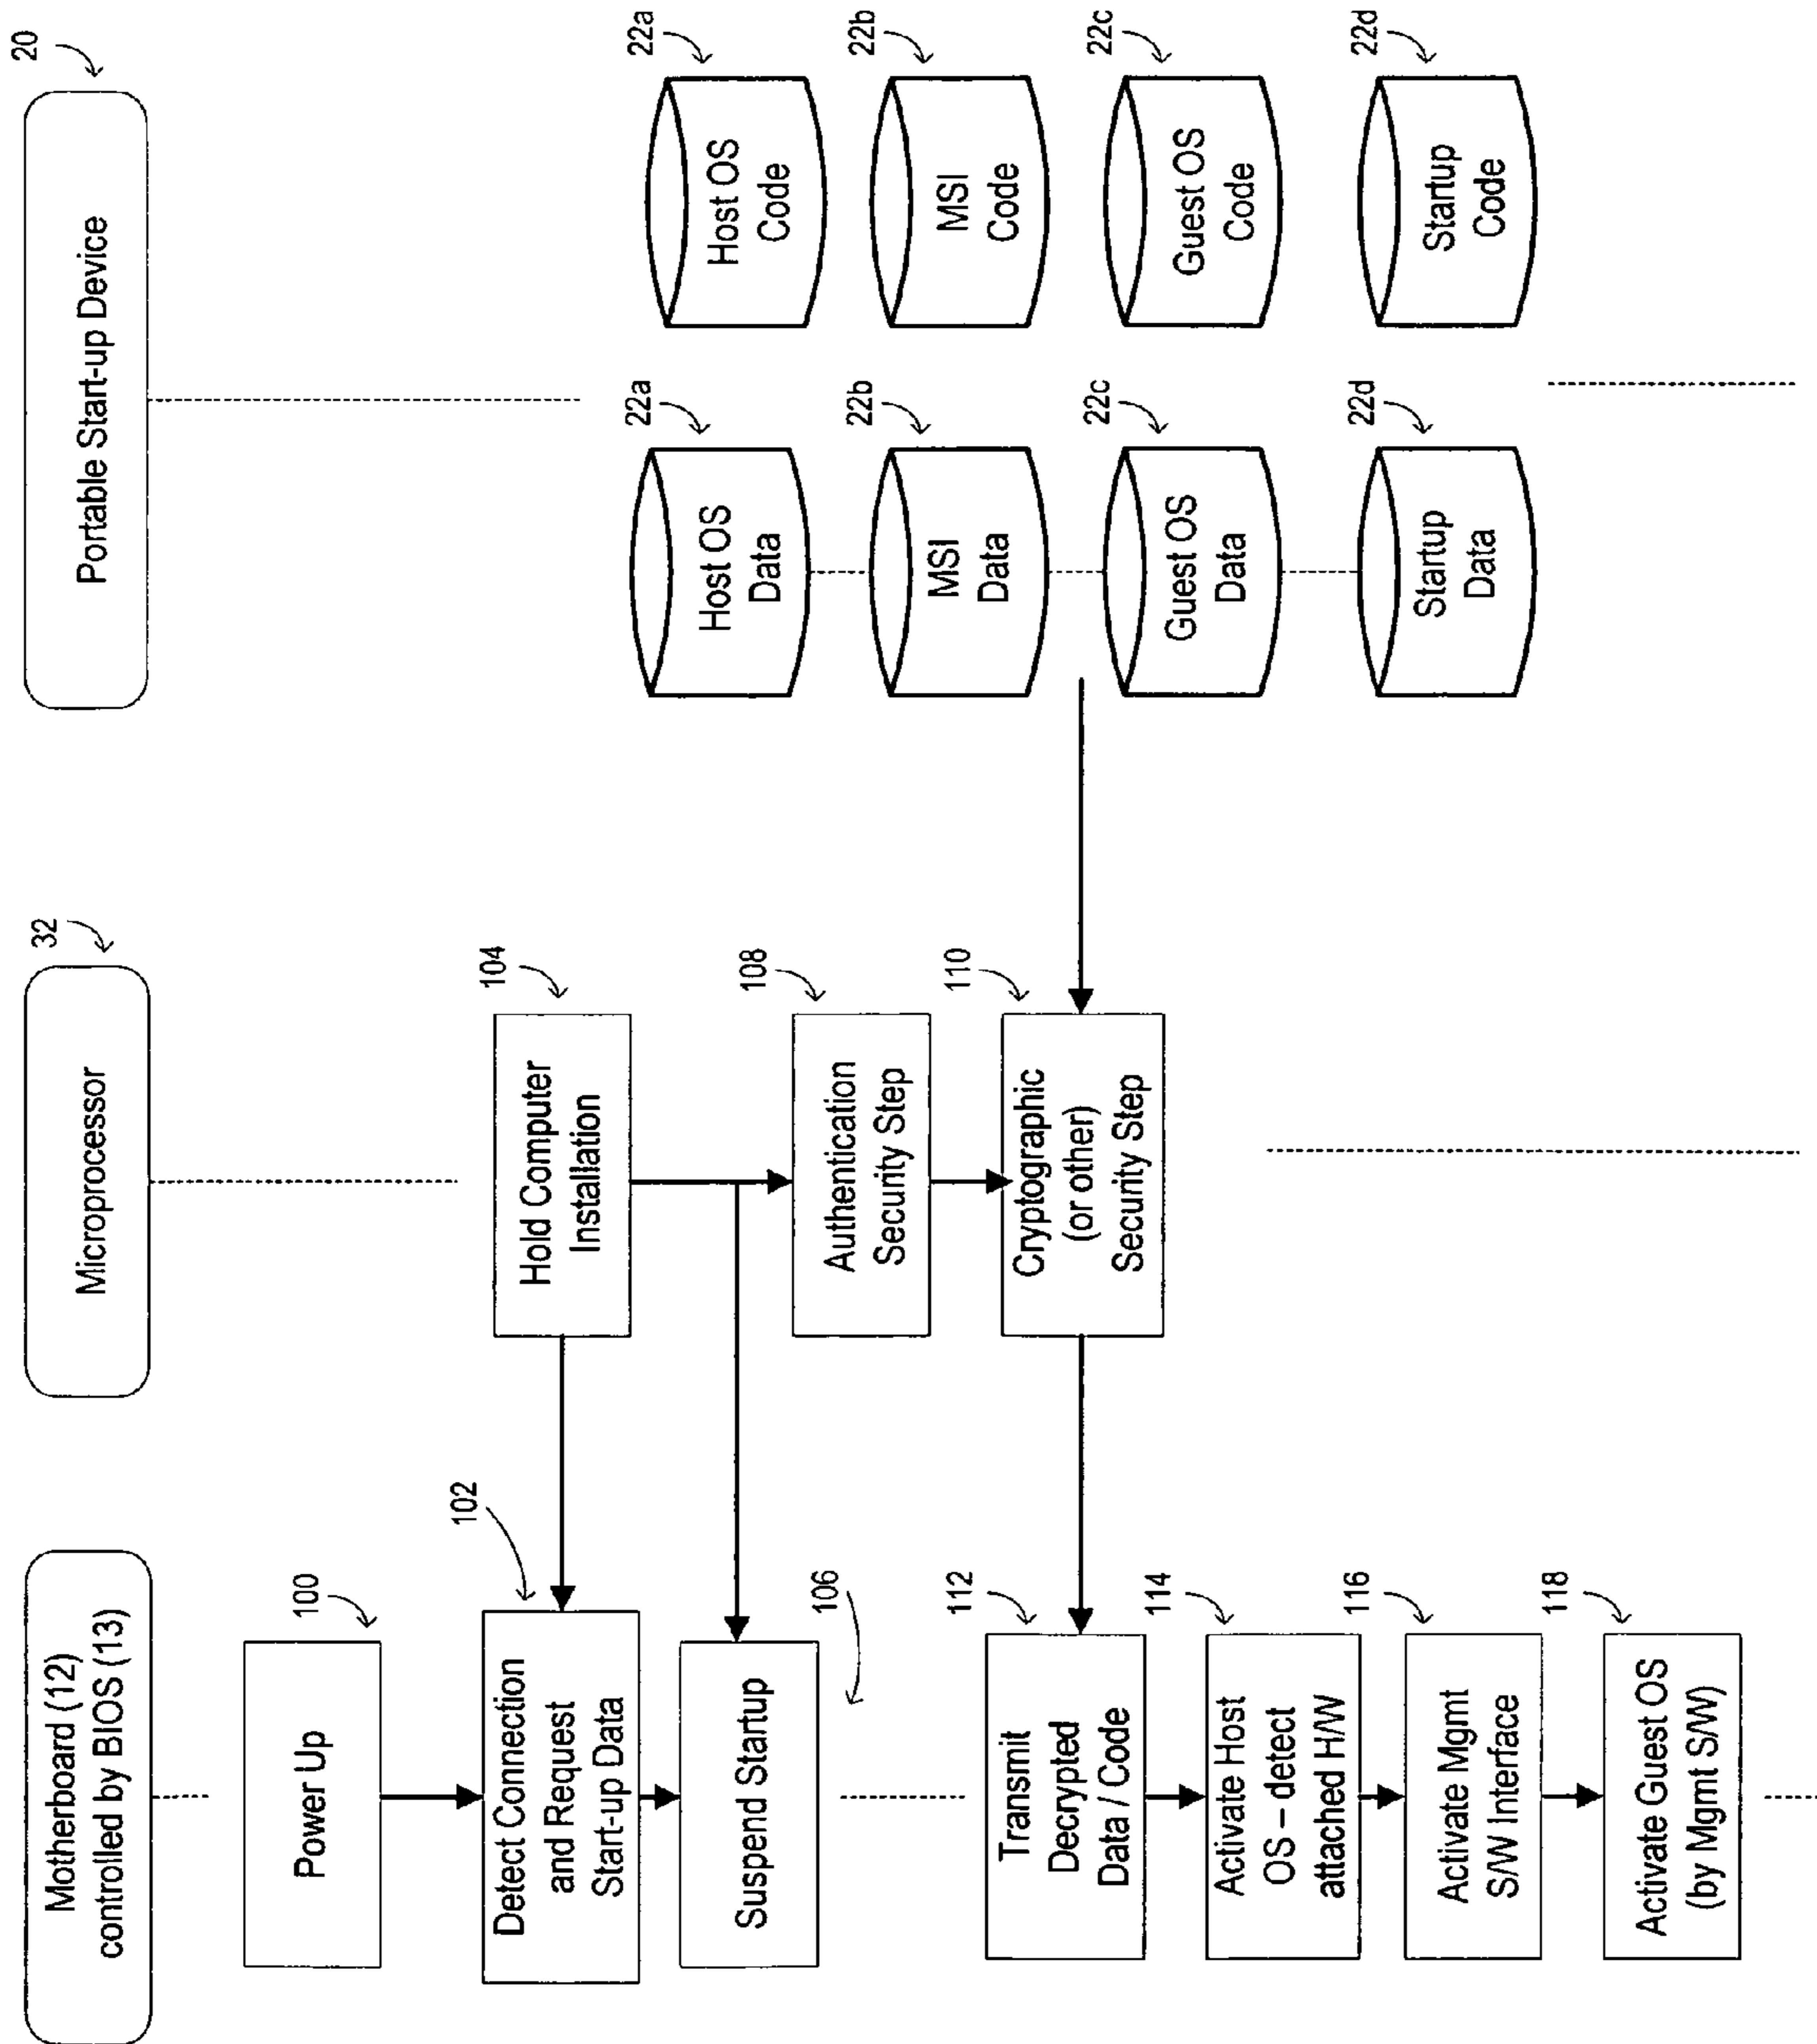 Motherboard (12)
controlled by BIOS (13)
Microprocessor
32
Portable Start-up Device
20
Power Up
100
Detect Connection
and Request
Start-up Data
102
Hold Computer
Installation
104
Suspend Startup
106
Authentication
Security Step
108
Cryptographic
(or other)
Security Step
110
Transmit
Decrypted
Data / Code
112
Activate Host
OS – detect
attached H/W
114
Activate Mgmt
S/W Interface
116
Activate Guest OS
(by Mgmt S/W)
118
Host OS
Data
22a
Host OS
Code
22a
MSI
Data
22b
MSI
Code
22b
Guest OS
Data
22c
Guest OS
Code
22c
Startup
Data
22d
Startup
Code
22d